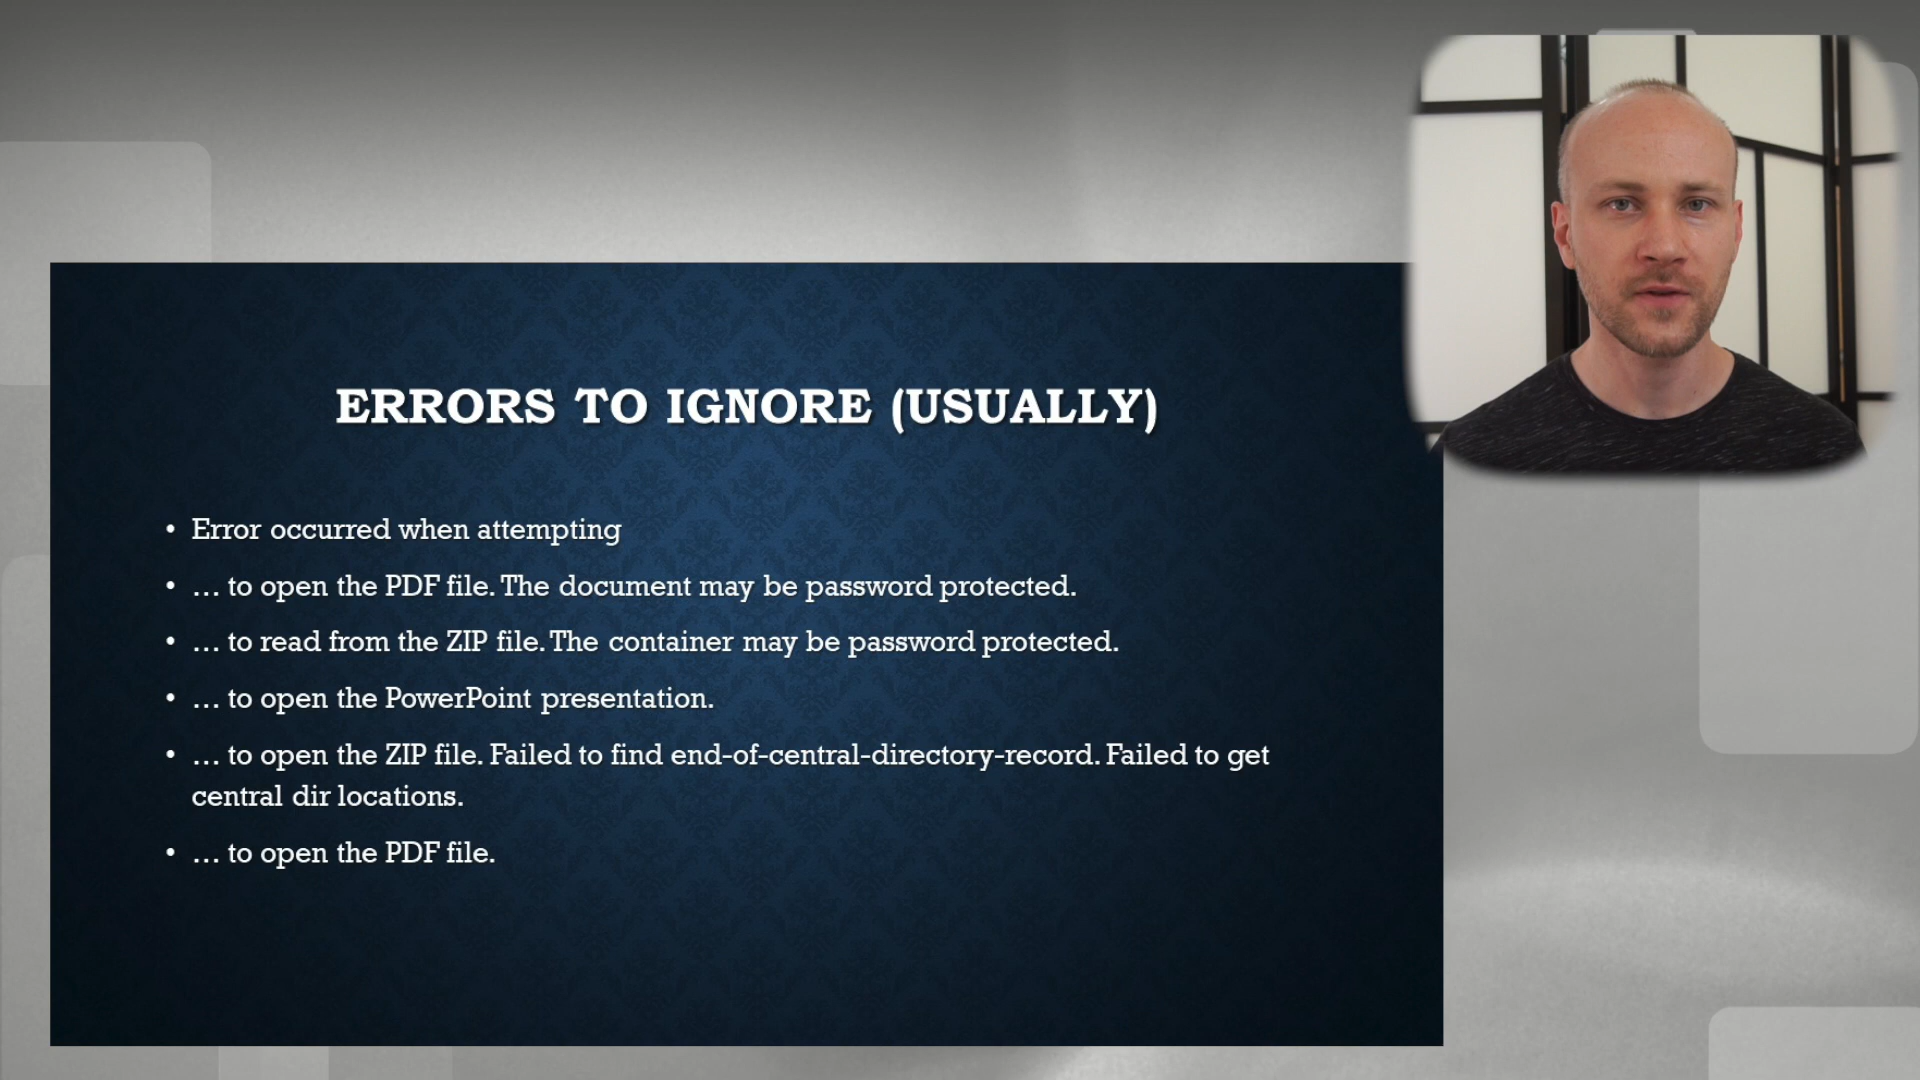 ERRORS TO IGNORE (USUALLY)
• Error occurred when attempting
• … to open the PDF file. The document may be password protected.
• … to read from the ZIP file. The container may be password protected.
• … to open the PowerPoint presentation.
• … to open the ZIP file. Failed to find end-of-central-directory-record. Failed to get
central dir locations.
• … to open the PDF file.